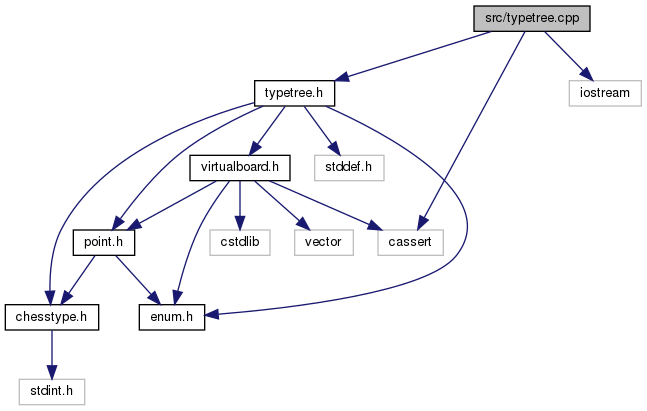 src/typetree.cpp
typetree.h
iostream
virtualboard.h
stddef.h
point.h
cstdlib
vector
cassert
chesstype.h
enum.h
stdint.h